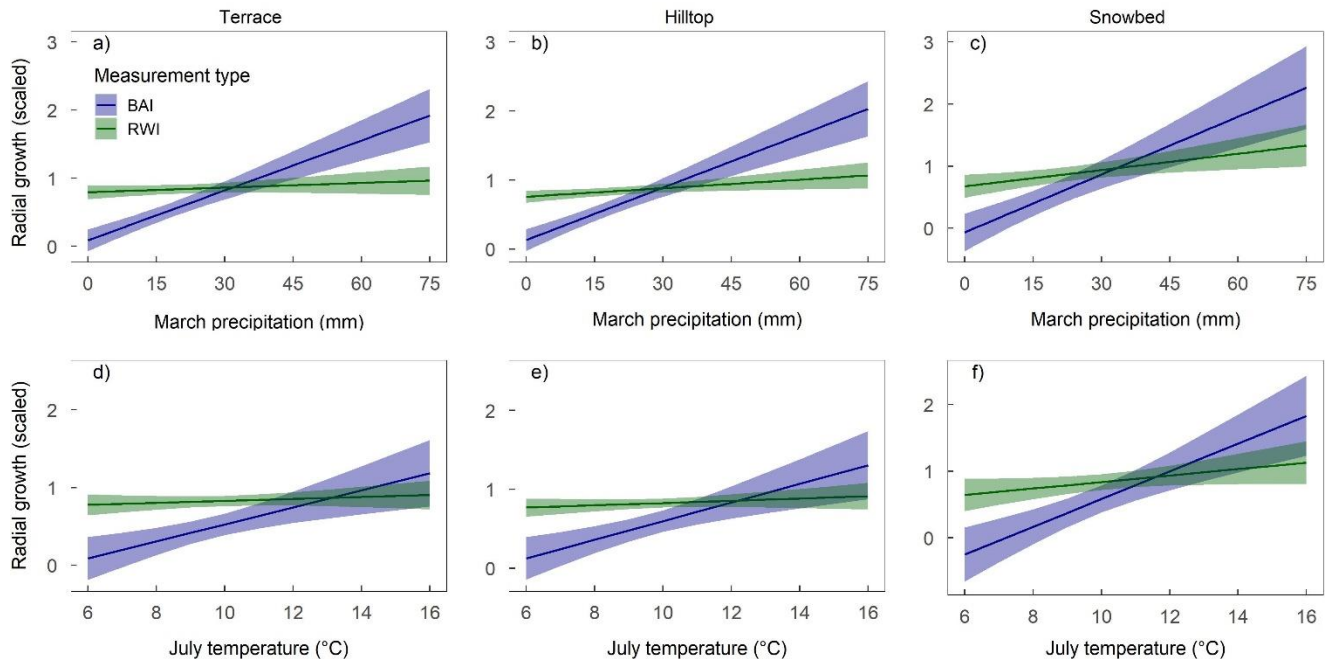 Terrace
Hilltop
Snowbed
Radial growth (scaled)
a)
Measurement type
BAI
RWI
3
2
1
0
0 15 30 45 60 75
March precipitation (mm)
b)
3
2
1
0
0 15 30 45 60 75
March precipitation (mm)
c)
3
2
1
0
0 15 30 45 60 75
March precipitation (mm)
Radial growth (scaled)
d)
2
1
0
6 8 10 12 14 16
July temperature (°C)
e)
2
1
0
6 8 10 12 14 16
July temperature (°C)
f)
2
1
0
6 8 10 12 14 16
July temperature (°C)